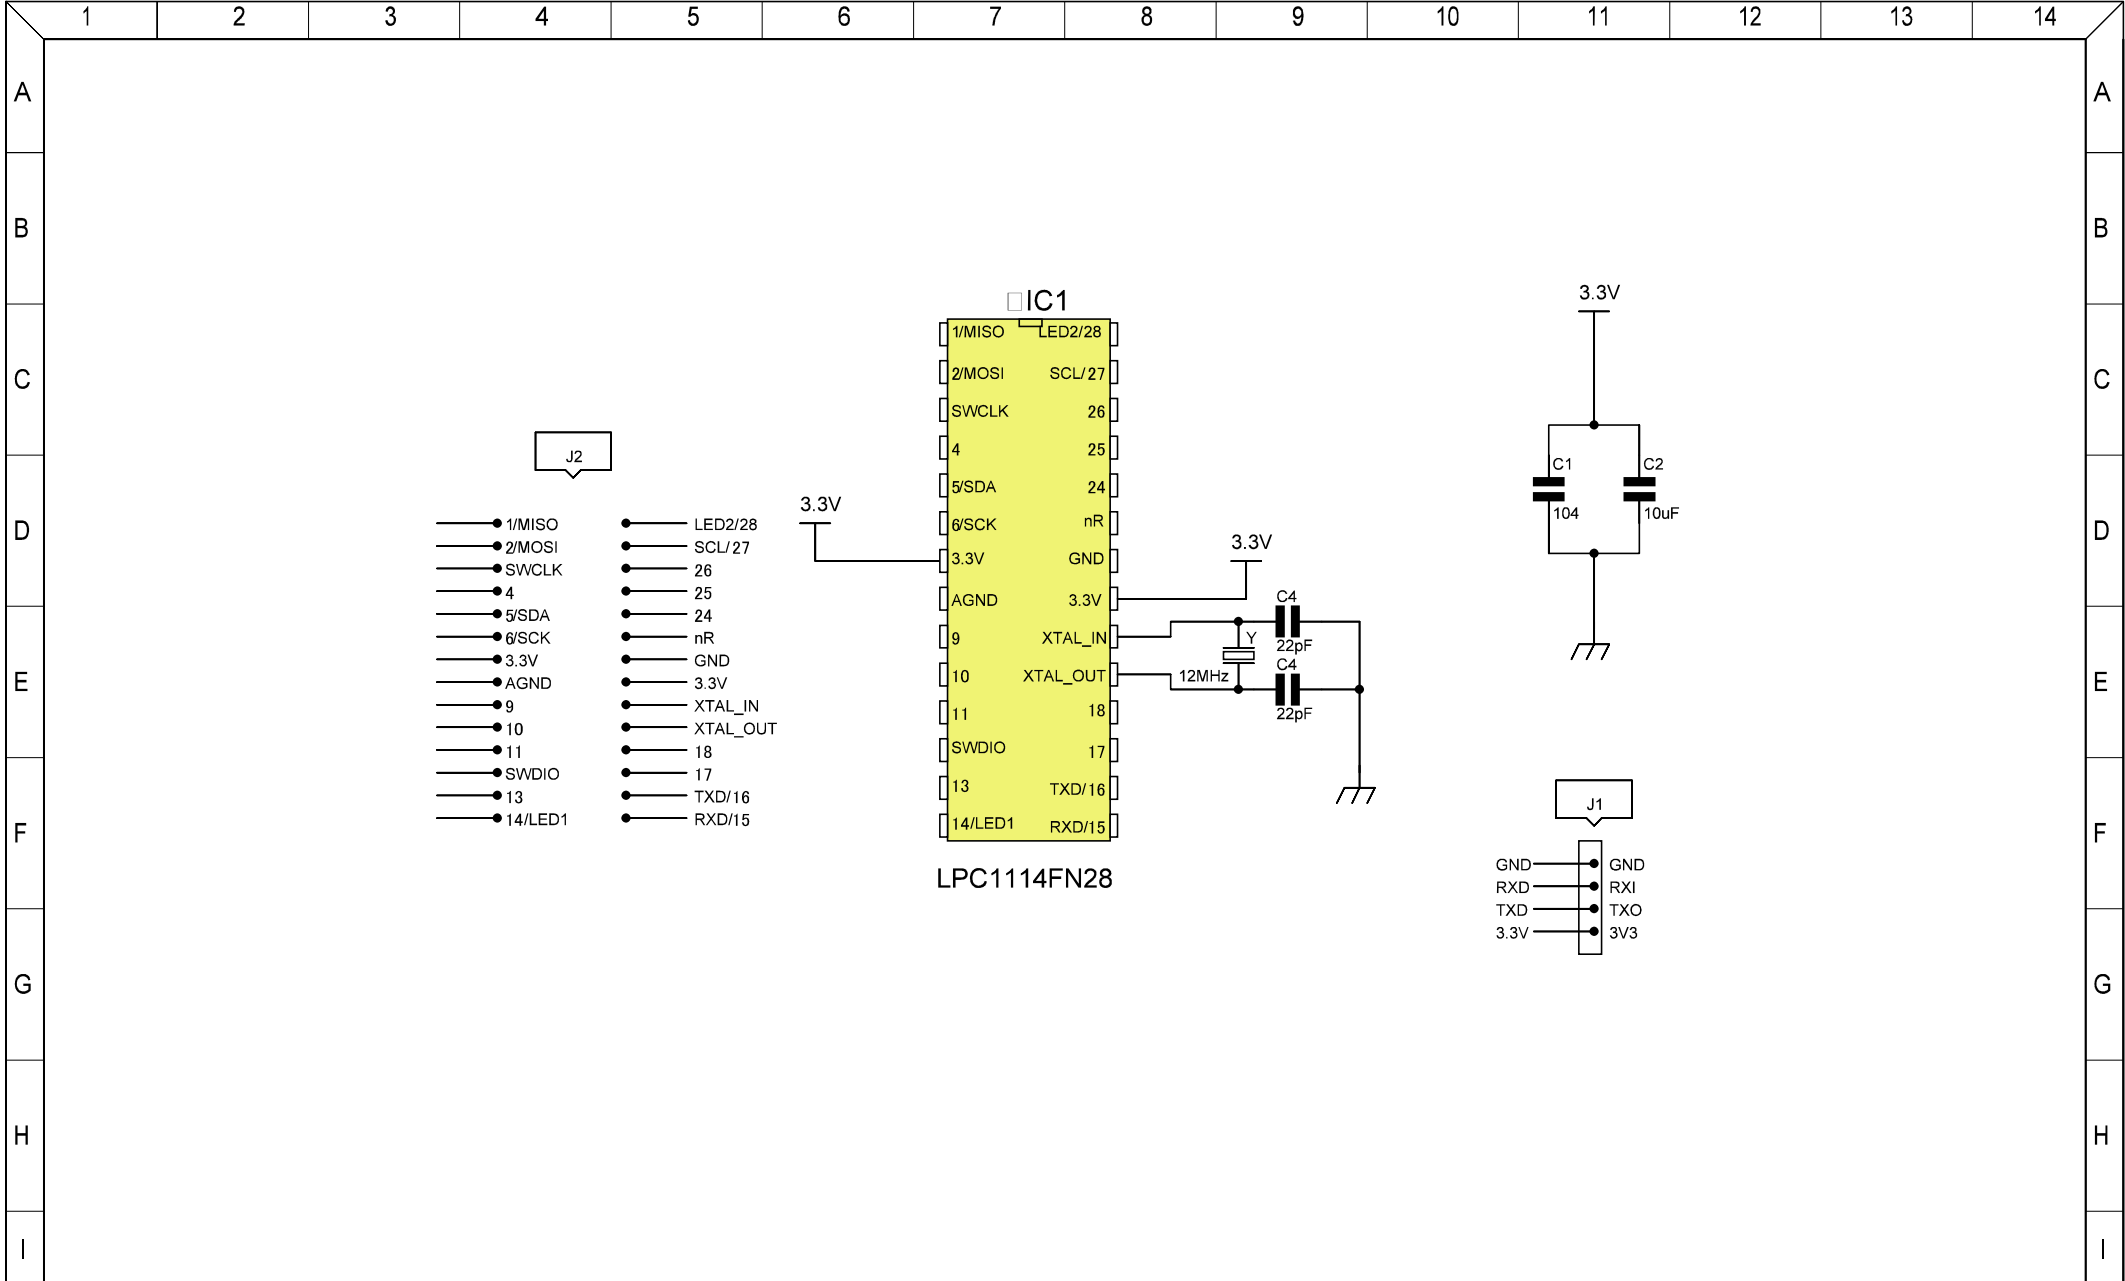 1 2 3 4 5 6 7 8 9 10 11 12 13 14
A A
B B
C C
D D
E E
F F
G G
H H
I I
IC1
1/MISO LED2/28
2/MOSI SCL/27
SWCLK 26
4 25
5/SDA 24
6/SCK nR
3.3V GND
AGND 3.3V
9 XTAL_IN
10 XTAL_OUT
11 18
SWDIO 17
13 TXD/16
14/LED1 RXD/15
LPC1114FN28
3.3V
3.3V
C4
22pF
Y
12MHz
C4
22pF
J2
1/MISO LED2/28
2/MOSI SCL/27
SWCLK 26
4 25
5/SDA 24
6/SCK nR
3.3V GND
AGND 3.3V
9 XTAL_IN
10 XTAL_OUT
11 18
SWDIO 17
13 TXD/16
14/LED1 RXD/15
3.3V
C1 C2
104 10uF
J1
GND GND
RXD RXI
TXD TXO
3.3V 3V3